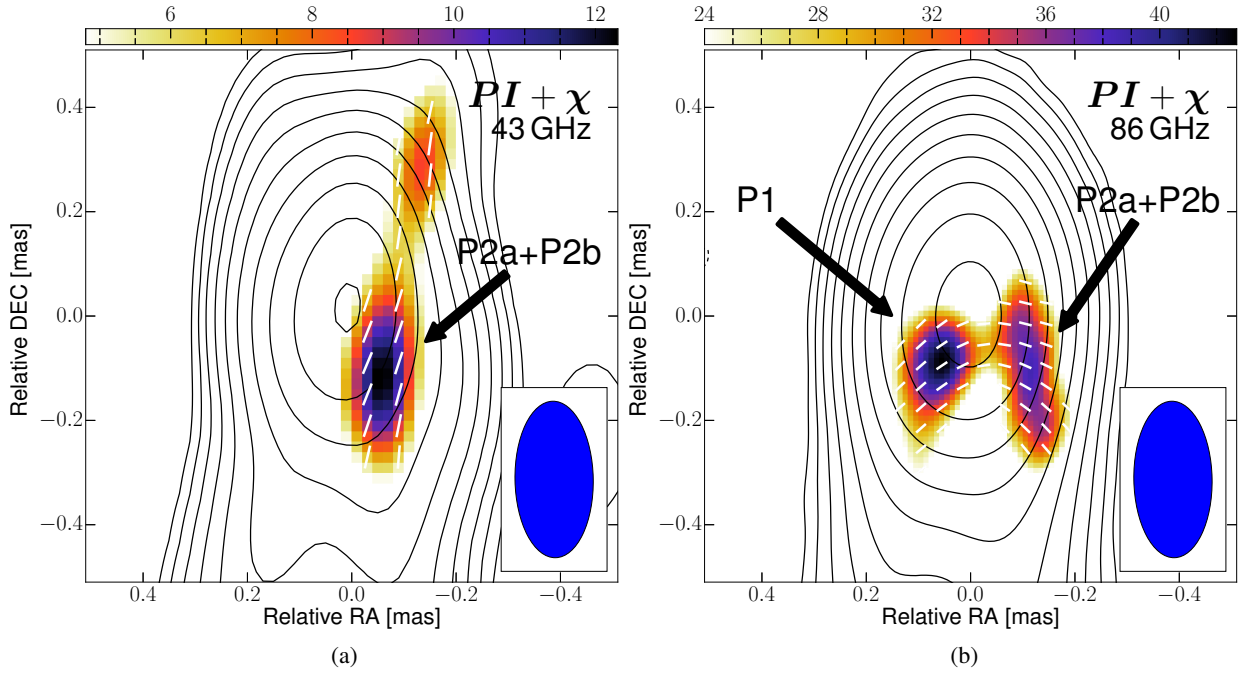 6 8 10 12
PI + χ
43 GHz
P2a+P2b
Relative DEC [mas]
0.4
0.2
0.0
−0.2
−0.4
0.4 0.2 0.0 −0.2 −0.4
Relative RA [mas]
(a)
24 28 32 36 40
PI + χ
86 GHz
P1
P2a+P2b
Relative DEC [mas]
0.4
0.2
0.0
−0.2
−0.4
0.4 0.2 0.0 −0.2 −0.4
Relative RA [mas]
(b)